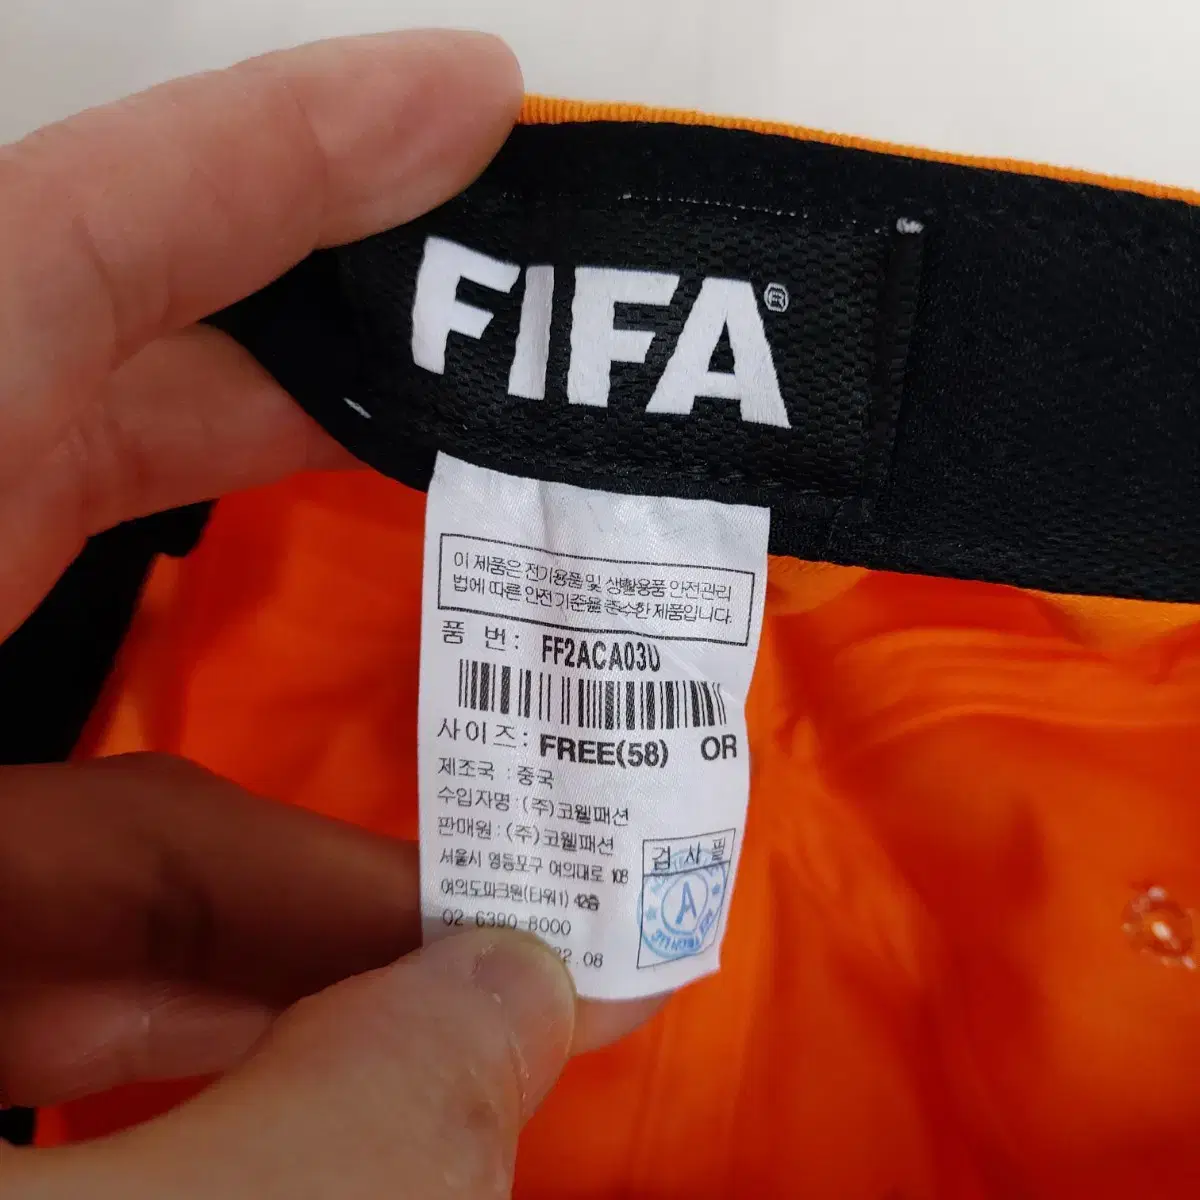 FIFA®
이 제품은 전기용품 및 생활용품 안전관리
법에 따른 안전기준을 준수한 제품입니다.
품 번: FF2ACA03U
사이즈: FREE(58) OR
제조국 : 중국
수입자명 : (주)코웰패션
판매원 : (주)코웰패션
서울시 영등포구 여의대로 108
여의도파크원(타워1) 42층
02-6390-8000
22.08
검 사 필
A